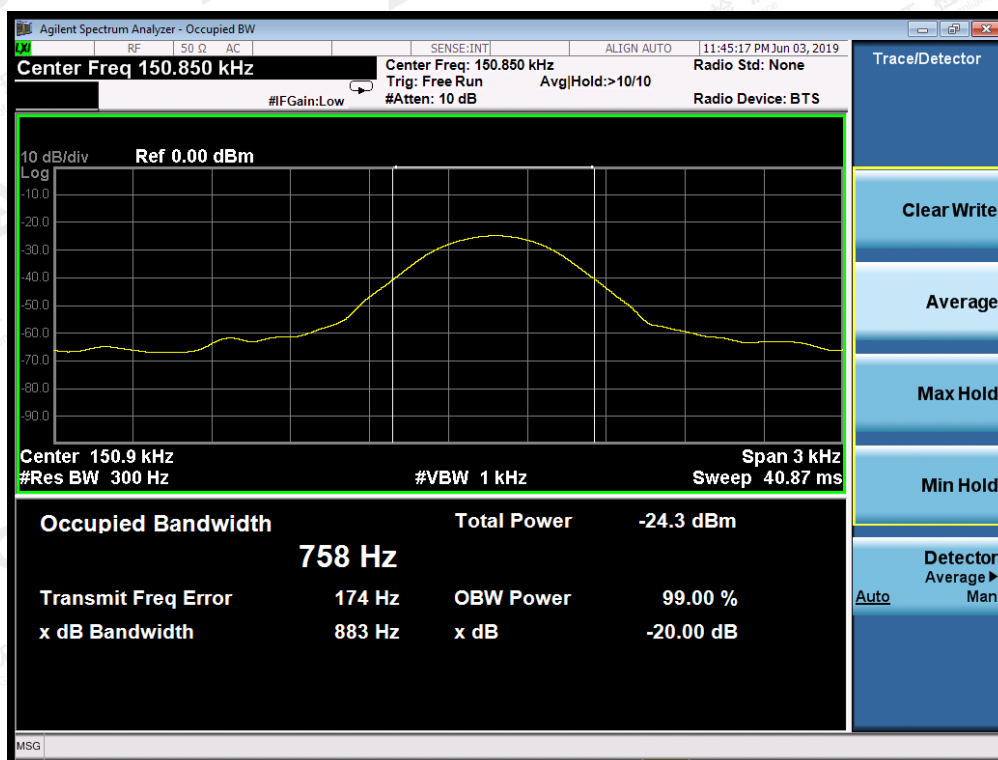 Agilent Spectrum Analyzer - Occupied BW
LXI RF 50 Ω AC SENSE:INT ALIGN AUTO 11:45:17 PM Jun 03, 2019
Center Freq 150.850 kHz
Center Freq: 150.850 kHz
Radio Std: None
Trig: Free Run Avg|Hold:>10/10
#IFGain:Low #Atten: 10 dB Radio Device: BTS
10 dB/div Ref 0.00 dBm
Log
-10.0
-20.0
-30.0
-40.0
-50.0
-60.0
-70.0
-80.0
-90.0
Center 150.9 kHz Span 3 kHz
#Res BW 300 Hz #VBW 1 kHz Sweep 40.87 ms
Occupied Bandwidth Total Power -24.3 dBm
758 Hz
Transmit Freq Error 174 Hz OBW Power 99.00 %
x dB Bandwidth 883 Hz x dB -20.00 dB
MSG
Trace/Detector
Clear Write
Average
Max Hold
Min Hold
Detector
Average▶
Auto Man